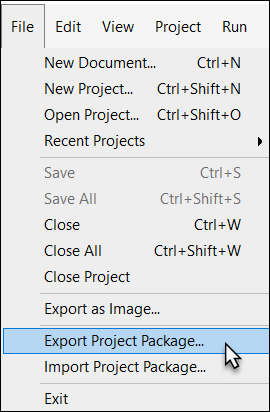 File Edit View Project Run
New Document... Ctrl+N
New Project... Ctrl+Shift+N
Open Project... Ctrl+Shift+O
Recent Projects
Save Ctrl+S
Save All Ctrl+Shift+S
Close Ctrl+W
Close All Ctrl+Shift+W
Close Project
Export as Image...
Export Project Package...
Import Project Package...
Exit